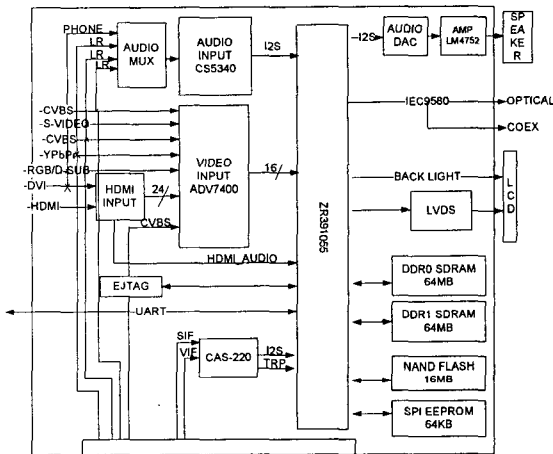 PHONE
LR
LR
LR
AUDIO
MUX
AUDIO
INPUT
CS5340
I2S
I2S
AUDIO
DAC
AMP
LM4752
SPEAKER
IEC9580
OPTICAL
COEX
-CVBS
-S-VIDEO
-CVBS
-YPbPr
-RGB/D-SUB
-DVI
-HDMI
HDMI
INPUT
24/
CVBS
VIDEO
INPUT
ADV7400
16/
ZR391055
BACK LIGHT
LVDS
LCD
HDMI_AUDIO
EJTAG
UART
SIF
VIF
CAS-220
I2S
TRP
DDR0 SDRAM
64MB
DDR1 SDRAM
64MB
NAND FLASH
16MB
SPI EEPROM
64KB